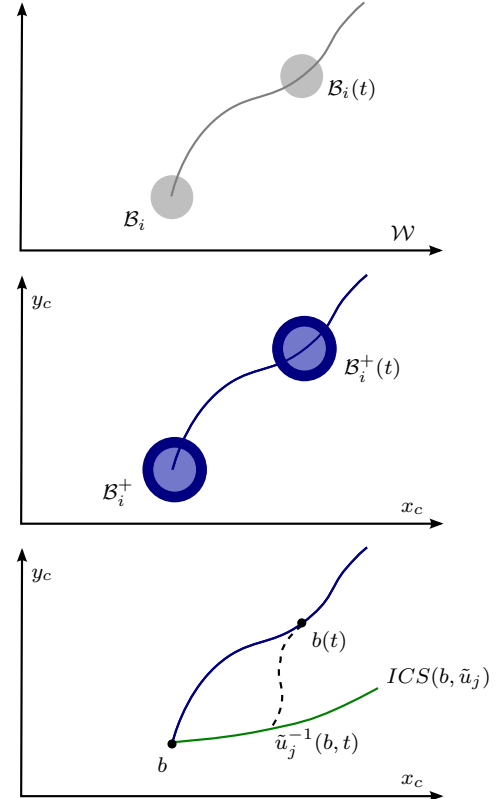 ℬᵢ(t)
ℬᵢ
𝒲
y_c
ℬᵢ⁺(t)
ℬᵢ⁺
x_c
y_c
b(t)
ICS(b, ũⱼ)
ũⱼ⁻¹(b, t)
b
x_c